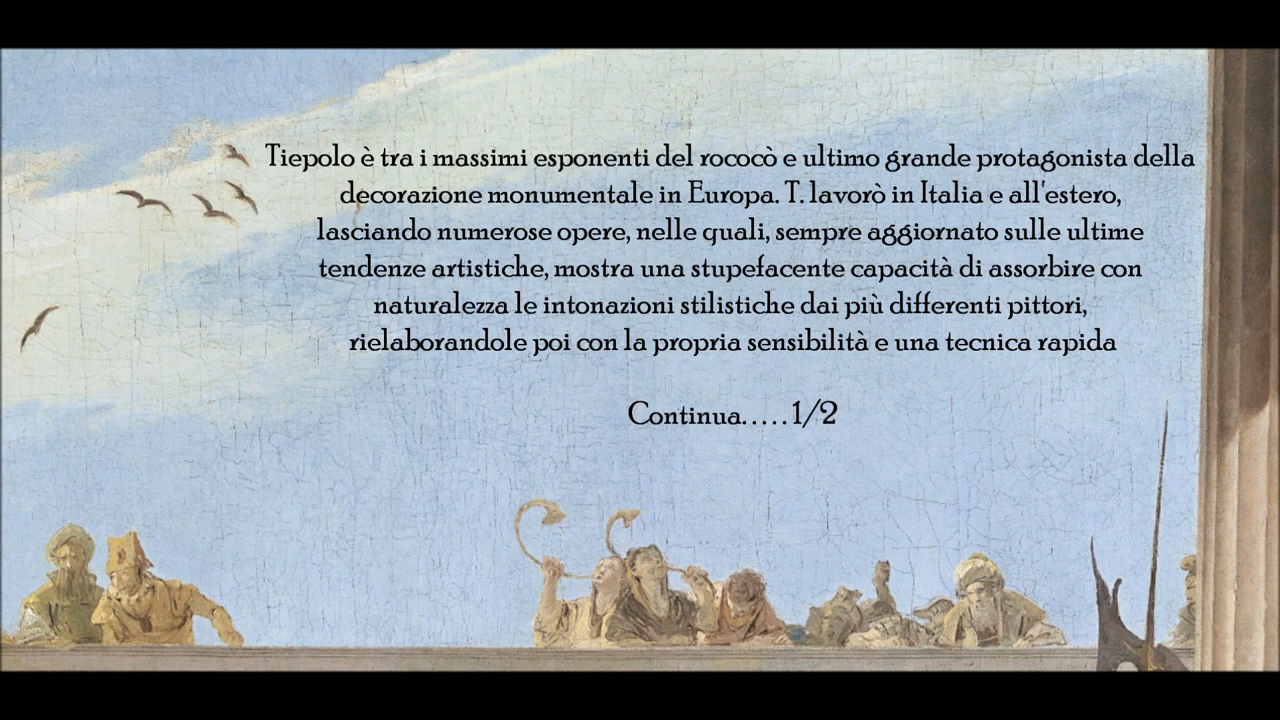 Tiepolo è tra i massimi esponenti del rococò e ultimo grande protagonista della
decorazione monumentale in Europa. T. lavorò in Italia e all'estero,
lasciando numerose opere, nelle quali, sempre aggiornato sulle ultime
tendenze artistiche, mostra una stupefacente capacità di assorbire con
naturalezza le intonazioni stilistiche dai più differenti pittori,
rielaborandole poi con la propria sensibilità e una tecnica rapida
Continua.....1/2